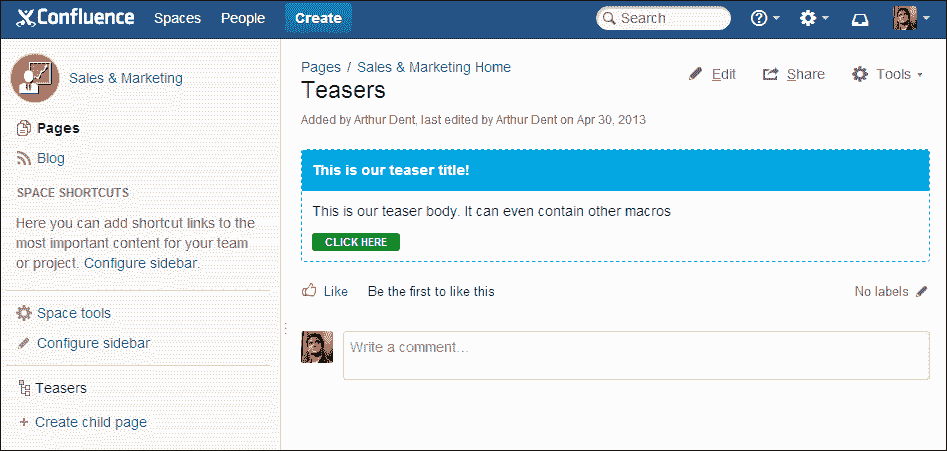 Confluence Spaces People Create Search
Sales & Marketing
Pages
Blog
SPACE SHORTCUTS
Here you can add shortcut links to the
most important content for your team
or project. Configure sidebar.
Space tools
Configure sidebar
Teasers
+ Create child page
Pages / Sales & Marketing Home
Teasers
Edit Share Tools
Added by Arthur Dent, last edited by Arthur Dent on Apr 30, 2013
This is our teaser title!
This is our teaser body. It can even contain other macros
CLICK HERE
Like Be the first to like this No labels
Write a comment...